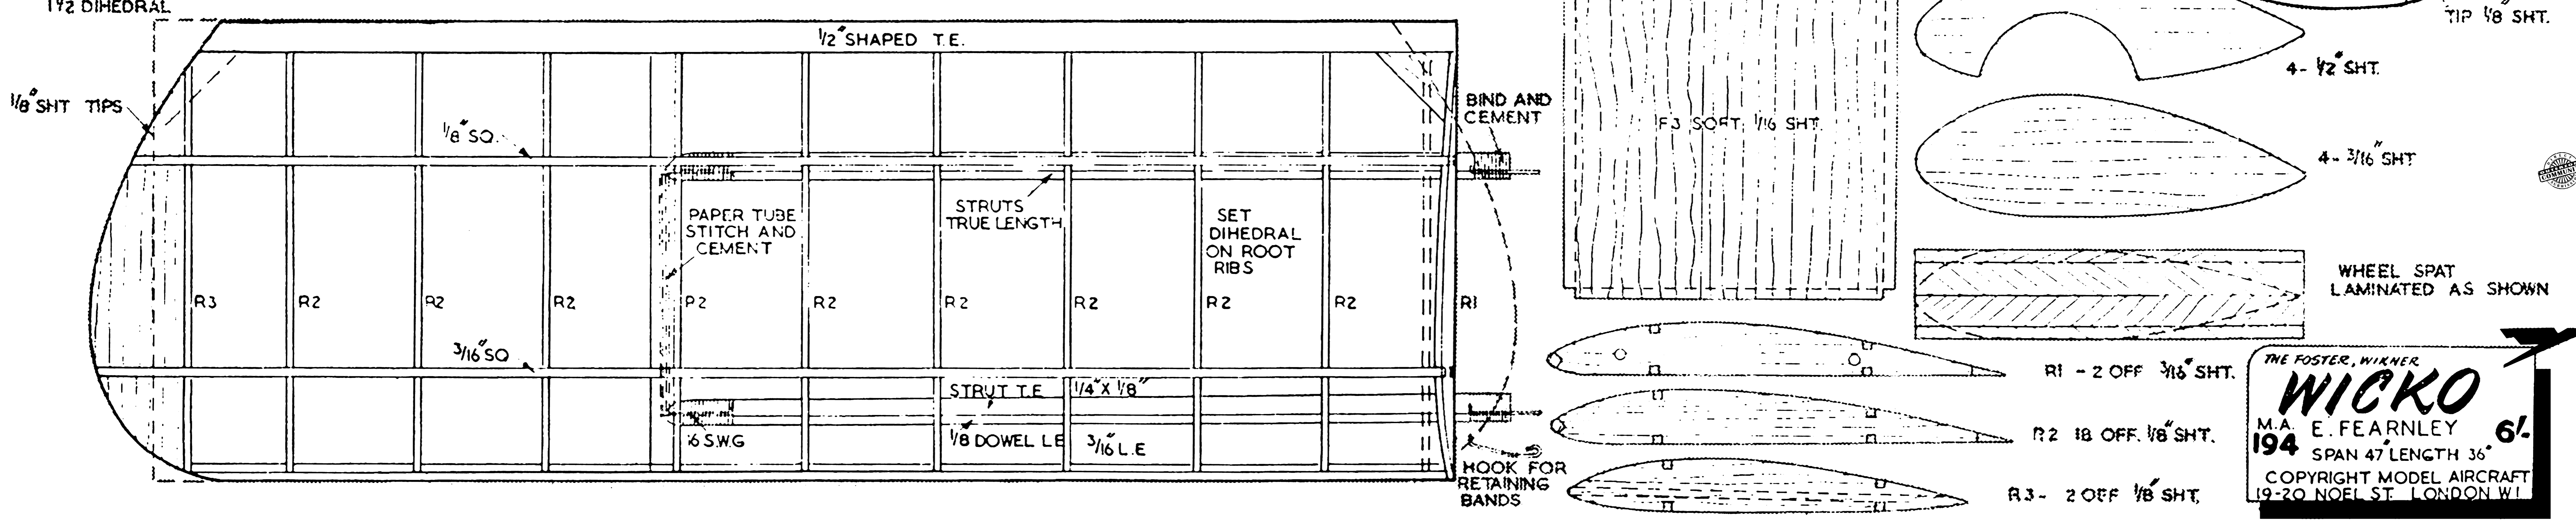 1½ DIHEDRAL
1/2" SHAPED T.E.
1/8" SHT TIPS
1/8" SQ.
BIND AND
CEMENT
PAPER TUBE
STITCH AND
CEMENT
STRUTS
TRUE LENGTH
SET
DIHEDRAL
ON ROOT
RIBS
R3
R2
R2
R2
R2
R2
R2
R2
R2
R2
R1
3/16" SQ
STRUT T.E. 1/4" X 1/8"
16 S.W.G
1/8 DOWEL L.E
3/16 L.E
HOOK FOR
RETAINING
BANDS
F3 SOFT 1/16 SHT.
TIP 1/8" SHT.
4 - 1/2" SHT.
4 - 3/16" SHT
WHEEL SPAT
LAMINATED AS SHOWN
R1 - 2 OFF 3/16" SHT.
R2 18 OFF. 1/8" SHT.
R3 - 2 OFF 1/8" SHT.
THE FOSTER, WIKNER
WICKO
M.A.
194
E. FEARNLEY
6/-
SPAN 47" LENGTH 36"
COPYRIGHT MODEL AIRCRAFT
19-20 NOEL ST. LONDON W1